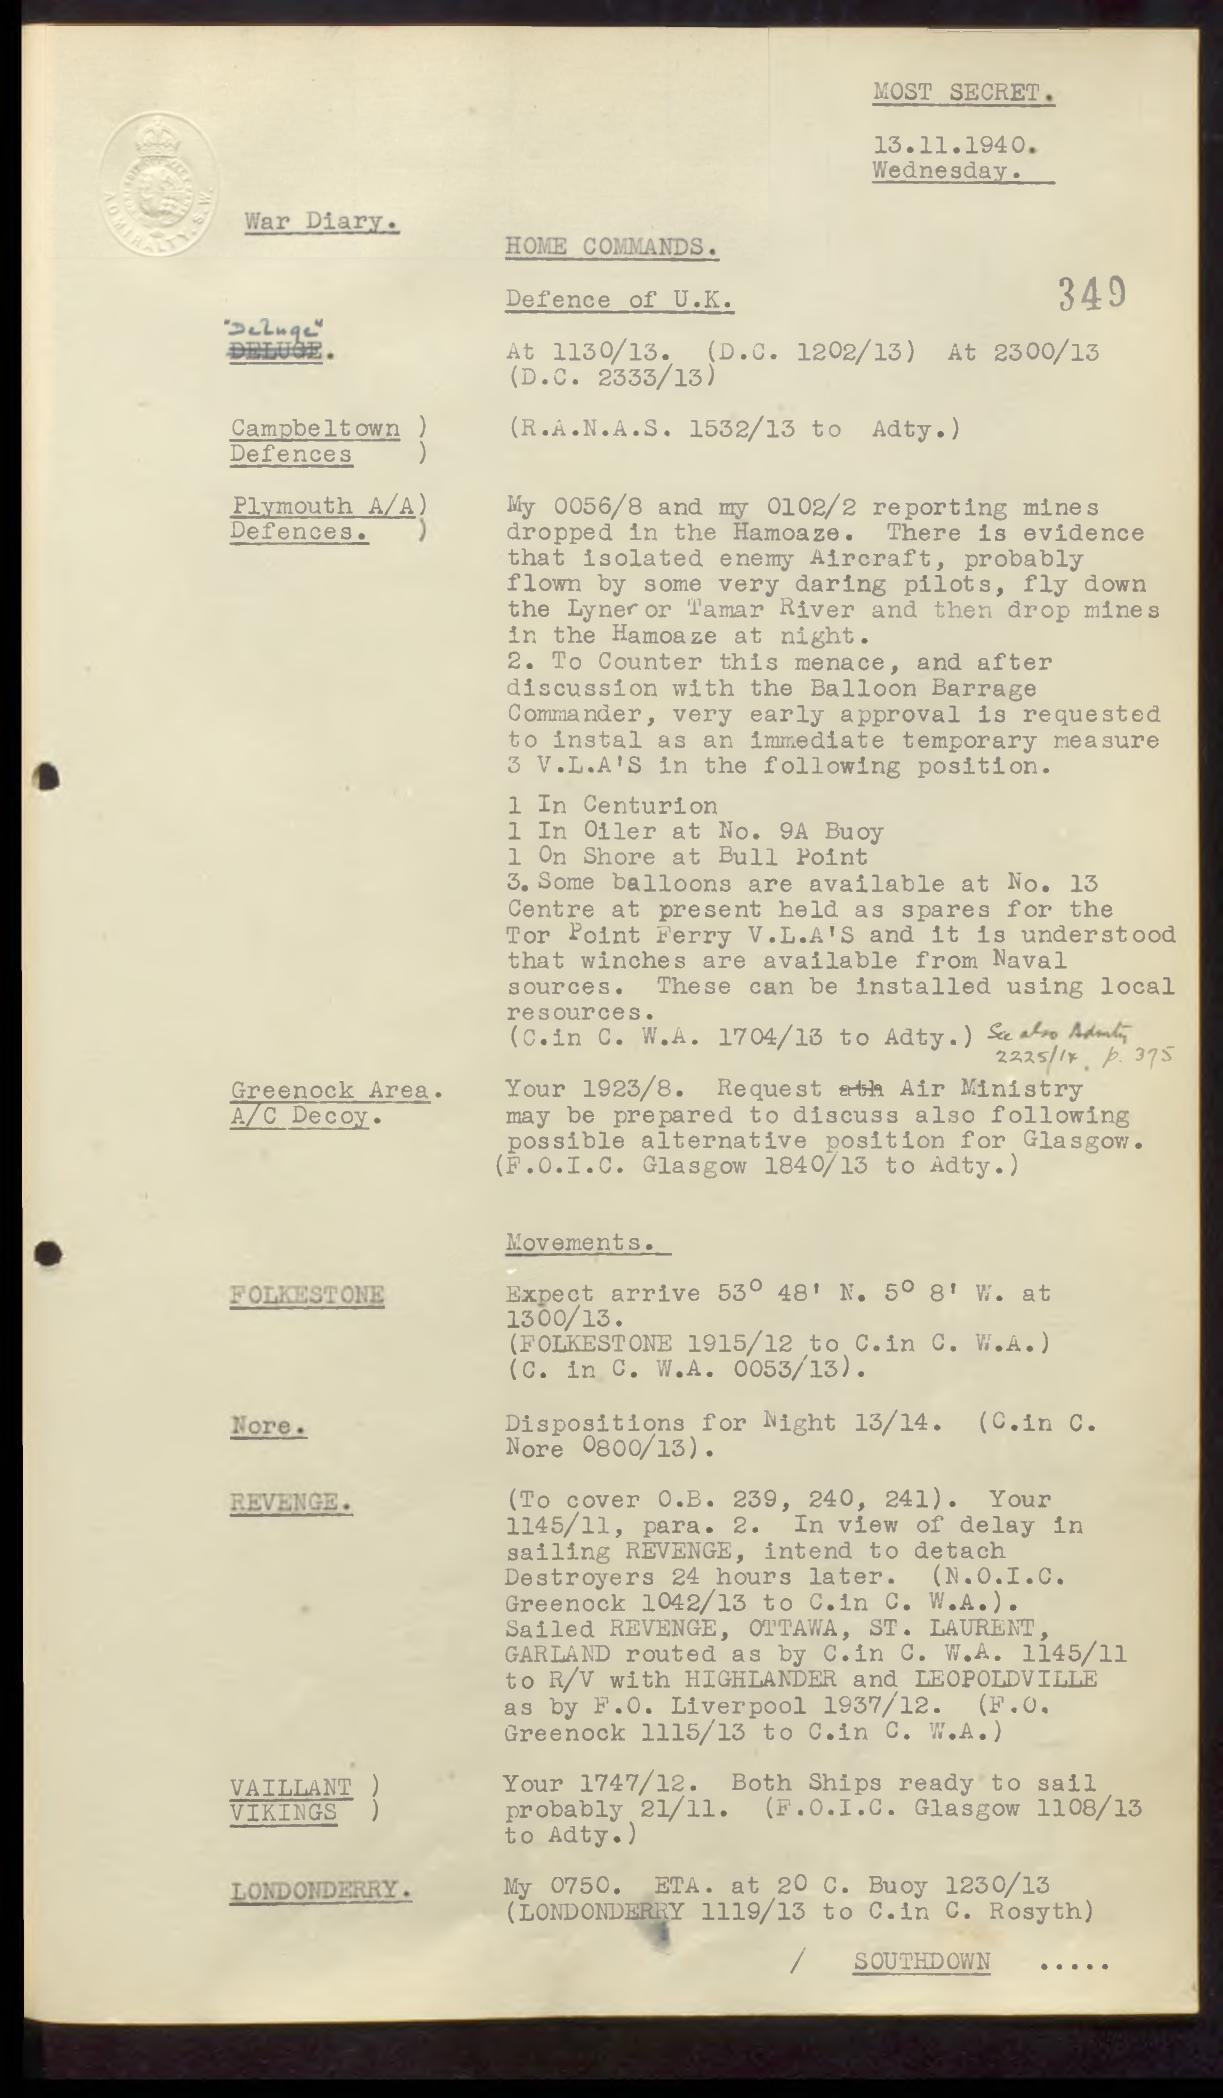 MOST SECRET.
13.11.1940.
Wednesday.
ADMIRALTY. S.W.
War Diary.
HOME COMMANDS.
349
Defence of U.K.
"Deluge"
DELUGE.
At 1130/13. (D.C. 1202/13) At 2300/13
(D.C. 2333/13)
Campbeltown )
Defences )
(R.A.N.A.S. 1532/13 to Adty.)
Plymouth A/A)
Defences. )
My 0056/8 and my 0102/2 reporting mines
dropped in the Hamoaze. There is evidence
that isolated enemy Aircraft, probably
flown by some very daring pilots, fly down
the Lyner or Tamar River and then drop mines
in the Hamoaze at night.
2. To Counter this menace, and after
discussion with the Balloon Barrage
Commander, very early approval is requested
to instal as an immediate temporary measure
3 V.L.A'S in the following position.
1 In Centurion
1 In Oiler at No. 9A Buoy
1 On Shore at Bull Point
3. Some balloons are available at No. 13
Centre at present held as spares for the
Tor Point Ferry V.L.A'S and it is understood
that winches are available from Naval
sources. These can be installed using local
resources.
(C.in C. W.A. 1704/13 to Adty.) See also Admty
2225/14. p. 375
Greenock Area.
A/C Decoy.
Your 1923/8. Request ath Air Ministry
may be prepared to discuss also following
possible alternative position for Glasgow.
(F.O.I.C. Glasgow 1840/13 to Adty.)
Movements.
FOLKESTONE
Expect arrive 53° 48' N. 5° 8' W. at
1300/13.
(FOLKESTONE 1915/12 to C.in C. W.A.)
(C. in C. W.A. 0053/13).
Nore.
Dispositions for Night 13/14. (C.in C.
Nore 0800/13).
REVENGE.
(To cover O.B. 239, 240, 241). Your
1145/11, para. 2. In view of delay in
sailing REVENGE, intend to detach
Destroyers 24 hours later. (N.O.I.C.
Greenock 1042/13 to C.in C. W.A.).
Sailed REVENGE, OTTAWA, ST. LAURENT,
GARLAND routed as by C.in C. W.A. 1145/11
to R/V with HIGHLANDER and LEOPOLDVILLE
as by F.O. Liverpool 1937/12. (F.O.
Greenock 1115/13 to C.in C. W.A.)
VAILLANT )
VIKINGS )
Your 1747/12. Both Ships ready to sail
probably 21/11. (F.O.I.C. Glasgow 1108/13
to Adty.)
LONDONDERRY.
My 0750. ETA. at 20 C. Buoy 1230/13
(LONDONDERRY 1119/13 to C.in C. Rosyth)
/ SOUTHDOWN .....